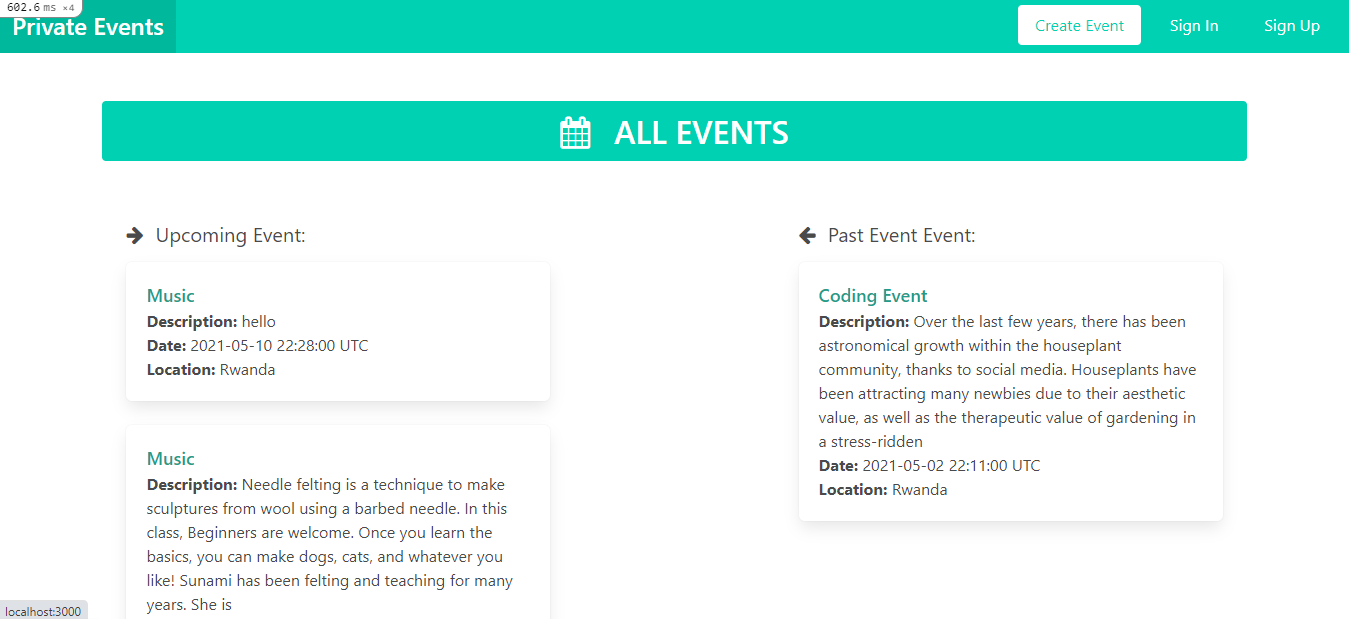 602.6 ms ×4
Private Events
Create Event
Sign In
Sign Up
ALL EVENTS
Upcoming Event:
Music
Description: hello
Date: 2021-05-10 22:28:00 UTC
Location: Rwanda
Music
Description: Needle felting is a technique to make
sculptures from wool using a barbed needle. In this
class, Beginners are welcome. Once you learn the
basics, you can make dogs, cats, and whatever you
like! Sunami has been felting and teaching for many
years. She is
Past Event Event:
Coding Event
Description: Over the last few years, there has been
astronomical growth within the houseplant
community, thanks to social media. Houseplants have
been attracting many newbies due to their aesthetic
value, as well as the therapeutic value of gardening in
a stress-ridden
Date: 2021-05-02 22:11:00 UTC
Location: Rwanda
localhost:3000